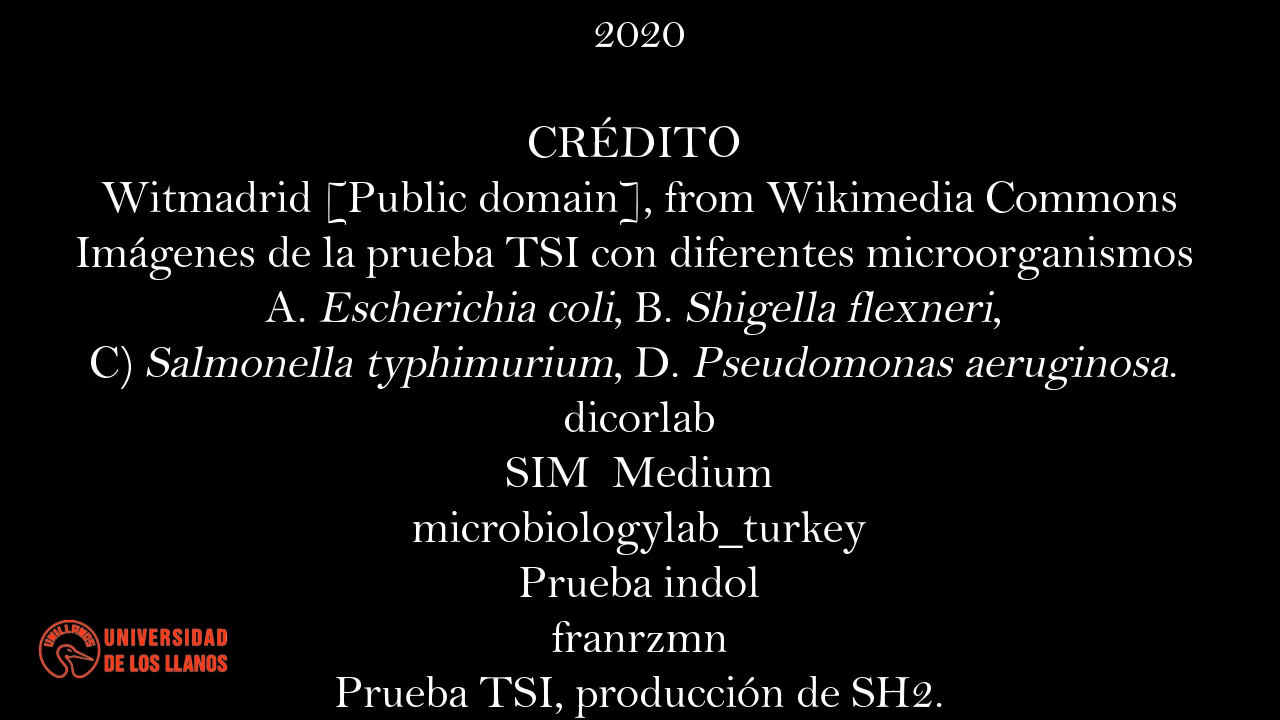 2020
CRÉDITO
Witmadrid [Public domain], from Wikimedia Commons
Imágenes de la prueba TSI con diferentes microorganismos
A. Escherichia coli, B. Shigella flexneri,
C) Salmonella typhimurium, D. Pseudomonas aeruginosa.
dicorlab
SIM  Medium
microbiologylab_turkey
Prueba indol
franrzmn
Prueba TSI, producción de SH2.
UNILLANOS
UNIVERSIDAD
DE LOS LLANOS